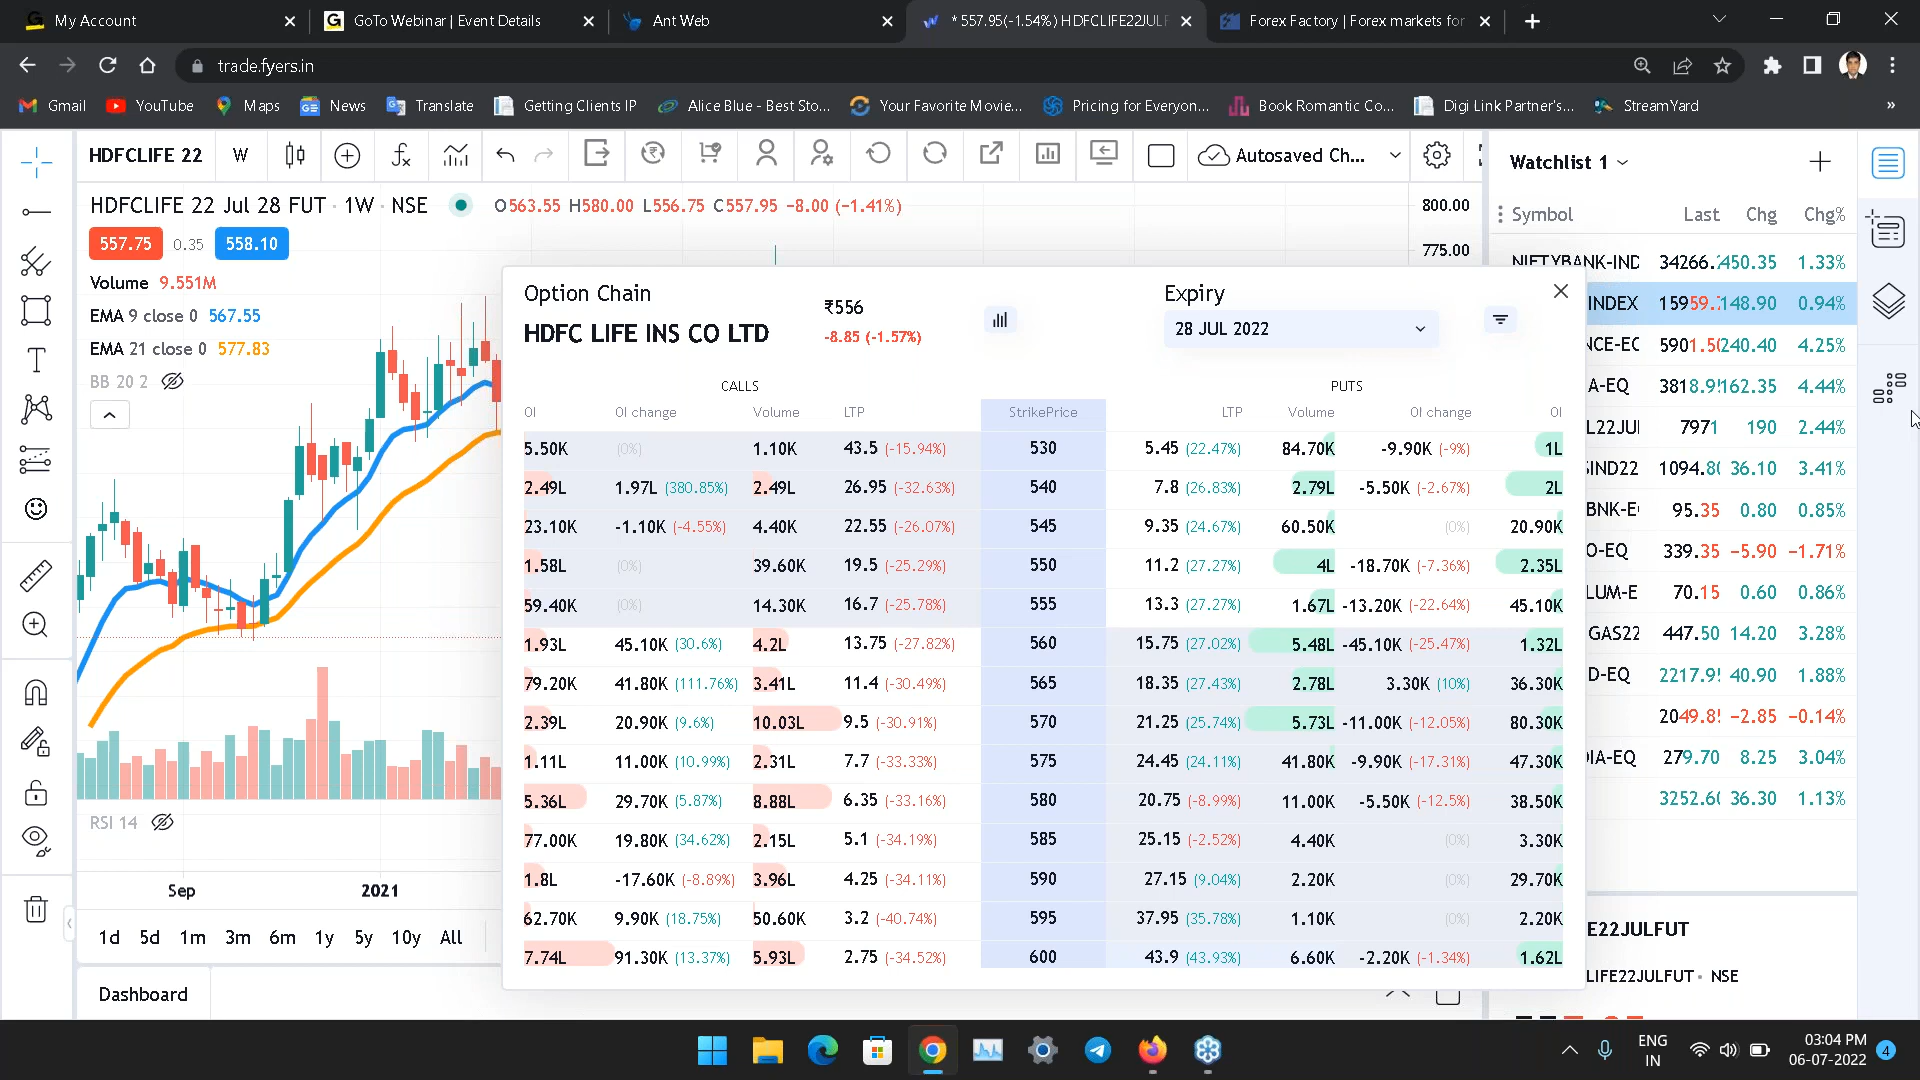 My Account
GoTo Webinar | Event Details
Ant Web
* 557.95(-1.54%) HDFCLIFE22JULF
Forex Factory | Forex markets for
trade.fyers.in
Gmail
YouTube
Maps
News
Translate
Getting Clients IP
Alice Blue - Best Sto...
Your Favorite Movie...
Pricing for Everyon...
Book Romantic Co...
Digi Link Partner's...
StreamYard
HDFCLIFE 22 W Autosaved Ch...
HDFCLIFE 22 Jul 28 FUT · 1W · NSE O563.55 H580.00 L556.75 C557.95 −8.00 (−1.41%)
557.75 0.35 558.10
Volume 9.551M
EMA 9 close 0 567.55
EMA 21 close 0 577.83
BB 20 2
800.00
775.00
Option Chain ₹556 Expiry
HDFC LIFE INS CO LTD -8.85 (-1.57%) 28 JUL 2022
CALLS PUTS
OI OI change Volume LTP StrikePrice LTP Volume OI change OI
5.50K (0%) 1.10K 43.5 (-15.94%) 530 5.45 (22.47%) 84.70K -9.90K (-9%) 1L
2.49L 1.97L (380.85%) 2.49L 26.95 (-32.63%) 540 7.8 (26.83%) 2.79L -5.50K (-2.67%) 2L
23.10K -1.10K (-4.55%) 4.40K 22.55 (-26.07%) 545 9.35 (24.67%) 60.50K (0%) 20.90K
1.58L (0%) 39.60K 19.5 (-25.29%) 550 11.2 (27.27%) 4L -18.70K (-7.36%) 2.35L
59.40K (0%) 14.30K 16.7 (-25.78%) 555 13.3 (27.27%) 1.67L -13.20K (-22.64%) 45.10K
1.93L 45.10K (30.6%) 4.2L 13.75 (-27.82%) 560 15.75 (27.02%) 5.48L -45.10K (-25.47%) 1.32L
79.20K 41.80K (111.76%) 3.41L 11.4 (-30.49%) 565 18.35 (27.43%) 2.78L 3.30K (10%) 36.30K
2.39L 20.90K (9.6%) 10.03L 9.5 (-30.91%) 570 21.25 (25.74%) 5.73L -11.00K (-12.05%) 80.30K
1.11L 11.00K (10.99%) 2.31L 7.7 (-33.33%) 575 24.45 (24.11%) 41.80K -9.90K (-17.31%) 47.30K
5.36L 29.70K (5.87%) 8.88L 6.35 (-33.16%) 580 20.75 (-8.99%) 11.00K -5.50K (-12.5%) 38.50K
77.00K 19.80K (34.62%) 2.15L 5.1 (-34.19%) 585 25.15 (-2.52%) 4.40K (0%) 3.30K
1.8L -17.60K (-8.89%) 3.96L 4.25 (-34.11%) 590 27.15 (9.04%) 2.20K (0%) 29.70K
62.70K 9.90K (18.75%) 50.60K 3.2 (-40.74%) 595 37.95 (35.78%) 1.10K (0%) 2.20K
7.74L 91.30K (13.37%) 5.93L 2.75 (-34.52%) 600 43.9 (43.93%) 6.60K -2.20K (-1.34%) 1.62L
RSI 14
Sep 2021
1d 5d 1m 3m 6m 1y 5y 10y All
Dashboard
Watchlist 1
Symbol Last Chg Chg%
NIFTYBANK-IND 34266. 450.35 1.33%
INDEX 15959. 148.90 0.94%
NCE-EC 5901.5 240.40 4.25%
A-EQ 3818.9 162.35 4.44%
L22JUI 7971 190 2.44%
IND22 1094.8 36.10 3.41%
BNK-E 95.35 0.80 0.85%
O-EQ 339.35 −5.90 −1.71%
LUM-E 70.15 0.60 0.86%
GAS22 447.50 14.20 3.28%
D-EQ 2217.9 40.90 1.88%
2049.8 −2.85 −0.14%
IA-EQ 279.70 8.25 3.04%
3252.6 36.30 1.13%
E22JULFUT
LIFE22JULFUT · NSE
ENG
IN
03:04 PM
06-07-2022
4